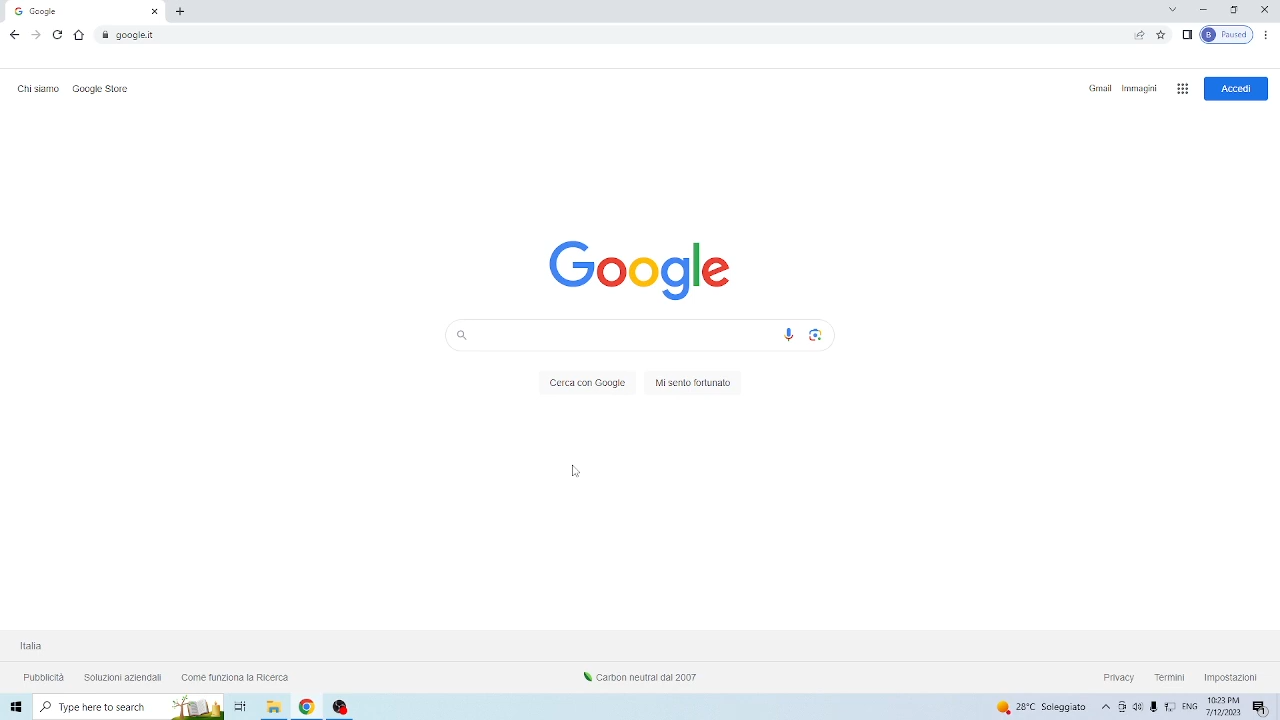 Google
google.it
B Paused
Chi siamo Google Store
Gmail Immagini Accedi
Google
Cerca con Google Mi sento fortunato
Italia
Pubblicità Soluzioni aziendali Come funziona la Ricerca
Carbon neutral dal 2007
Privacy Termini Impostazioni
Type here to search
28°C Soleggiato
ENG
10:23 PM
7/12/2023
1